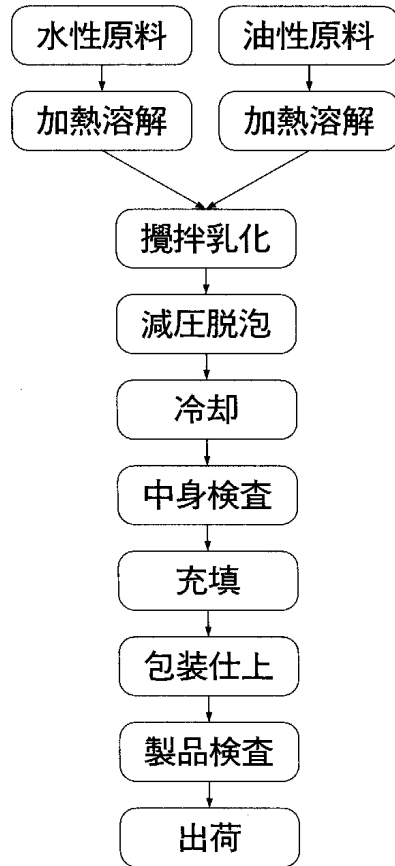 水性原料
油性原料
加熱溶解
加熱溶解
攪拌乳化
減圧脱泡
冷却
中身検査
充填
包装仕上
製品検査
出荷